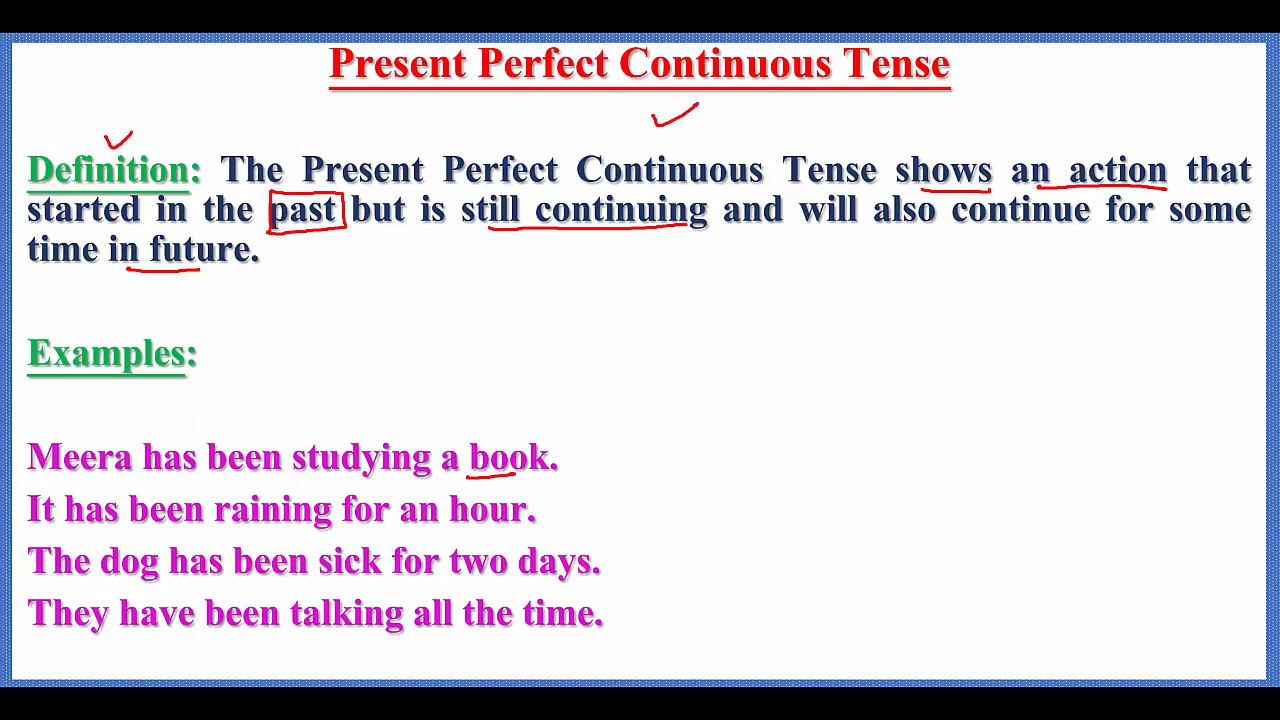 Present Perfect Continuous Tense
Definition: The Present Perfect Continuous Tense shows an action that
started in the past but is still continuing and will also continue for some
time in future.
Examples:
Meera has been studying a book.
It has been raining for an hour.
The dog has been sick for two days.
They have been talking all the time.